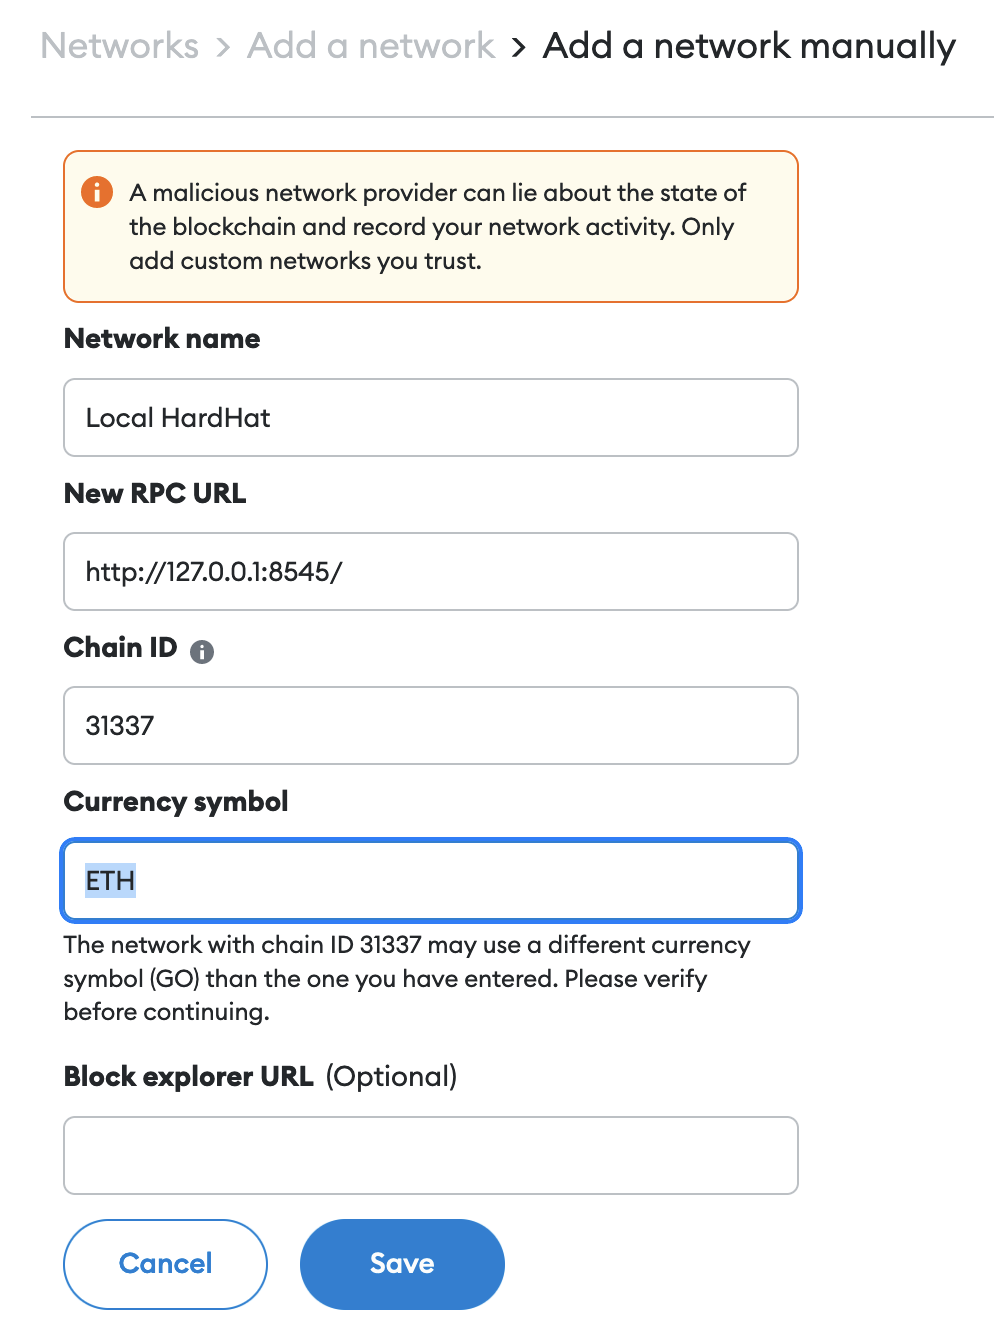 Networks > Add a network > Add a network manually
A malicious network provider can lie about the state of
the blockchain and record your network activity. Only
add custom networks you trust.
Network name
Local HardHat
New RPC URL
http://127.0.0.1:8545/
Chain ID
31337
Currency symbol
ETH
The network with chain ID 31337 may use a different currency
symbol (GO) than the one you have entered. Please verify
before continuing.
Block explorer URL (Optional)
Cancel Save